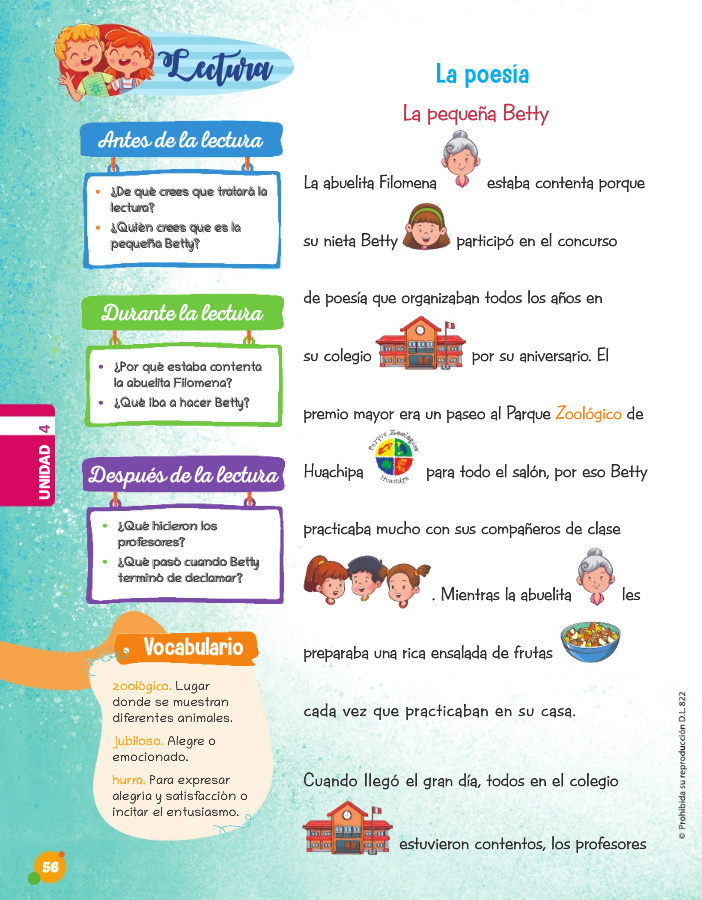 Lectura
Antes de la lectura
• ¿De qué crees que tratará la
lectura?
• ¿Quién crees que es la
pequeña Betty?
Durante la lectura
• ¿Por qué estaba contenta
la abuelita Filomena?
• ¿Qué iba a hacer Betty?
Después de la lectura
• ¿Qué hicieron los
profesores?
• ¿Qué pasó cuando Betty
terminó de declamar?
Vocabulario
zoológico. Lugar
donde se muestran
diferentes animales.
jubiloso. Alegre o
emocionado.
hurra. Para expresar
alegría y satisfacción o
incitar el entusiasmo.
UNIDAD 4
56
La poesía
La pequeña Betty
La abuelita Filomena estaba contenta porque
su nieta Betty participó en el concurso
de poesía que organizaban todos los años en
su colegio por su aniversario. El
premio mayor era un paseo al Parque Zoológico de
Parque Zoológico
Huachipa
Huachipa para todo el salón, por eso Betty
practicaba mucho con sus compañeros de clase
. Mientras la abuelita les
preparaba una rica ensalada de frutas
cada vez que practicaban en su casa.
Cuando llegó el gran día, todos en el colegio
estuvieron contentos, los profesores
© Prohibida su reproducción D.L. 822